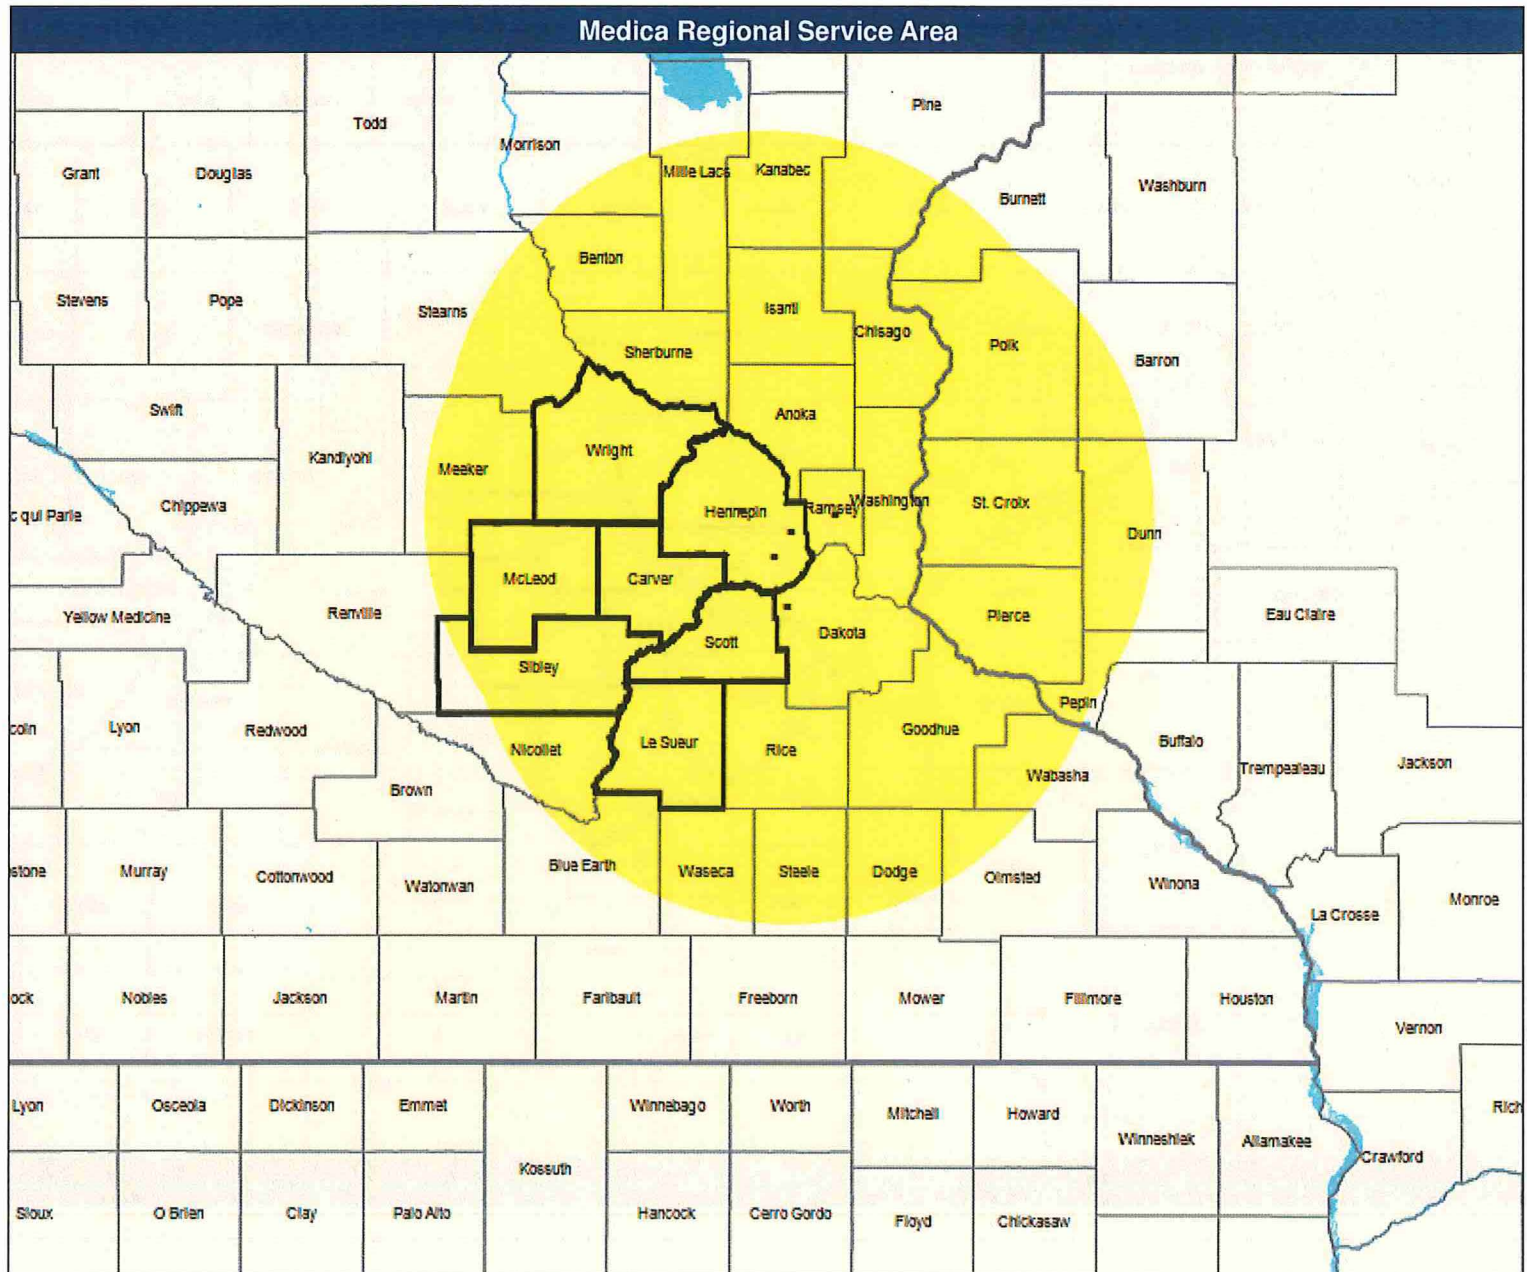 Medica Regional Service Area
Pine
Todd
Morrison
Grant
Douglas
Mille Lacs
Kanabec
Burnett
Washburn
Benton
Stevens
Pope
Stearns
Isanti
Chisago
Sherburne
Polk
Barron
Swift
Anoka
Wright
Kandiyohi
Meeker
Chippewa
Hennepin
Ramsey
Washington
St. Croix
c qui Parle
Dunn
McLeod
Carver
Yellow Medicine
Renville
Pierce
Eau Claire
Scott
Dakota
Sibley
Pepin
coln
Lyon
Redwood
Nicollet
Le Sueur
Rice
Goodhue
Buffalo
Trempealeau
Jackson
Wabasha
Brown
stone
Murray
Cottonwood
Watonwan
Blue Earth
Waseca
Steele
Dodge
Olmsted
Winona
Monroe
La Crosse
ock
Nobles
Jackson
Martin
Faribault
Freeborn
Mower
Fillmore
Houston
Vernon
Lyon
Osceola
Dickinson
Emmet
Winnebago
Worth
Mitchell
Howard
Rich
Winneshiek
Allamakee
Crawford
Kossuth
Sioux
O Brien
Clay
Palo Alto
Hancock
Cerro Gordo
Floyd
Chickasaw